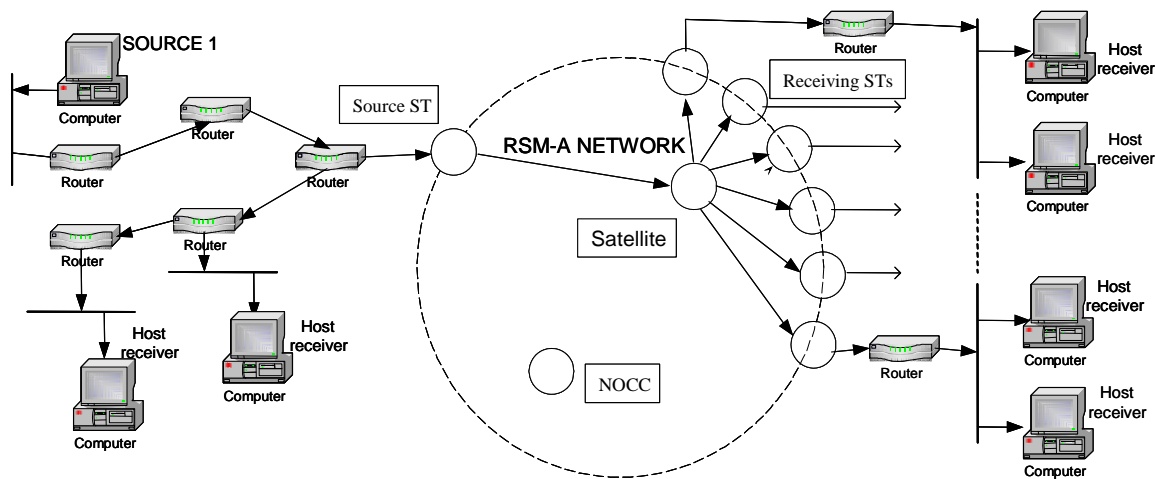 SOURCE 1
Computer
Router
Router
Router
Source ST
Router
Router
Host
receiver
Computer
Host
receiver
Computer
RSM-A NETWORK
Satellite
NOCC
Receiving STs
Router
Host
receiver
Computer
Host
receiver
Computer
Router
Host
receiver
Computer
Host
receiver
Computer